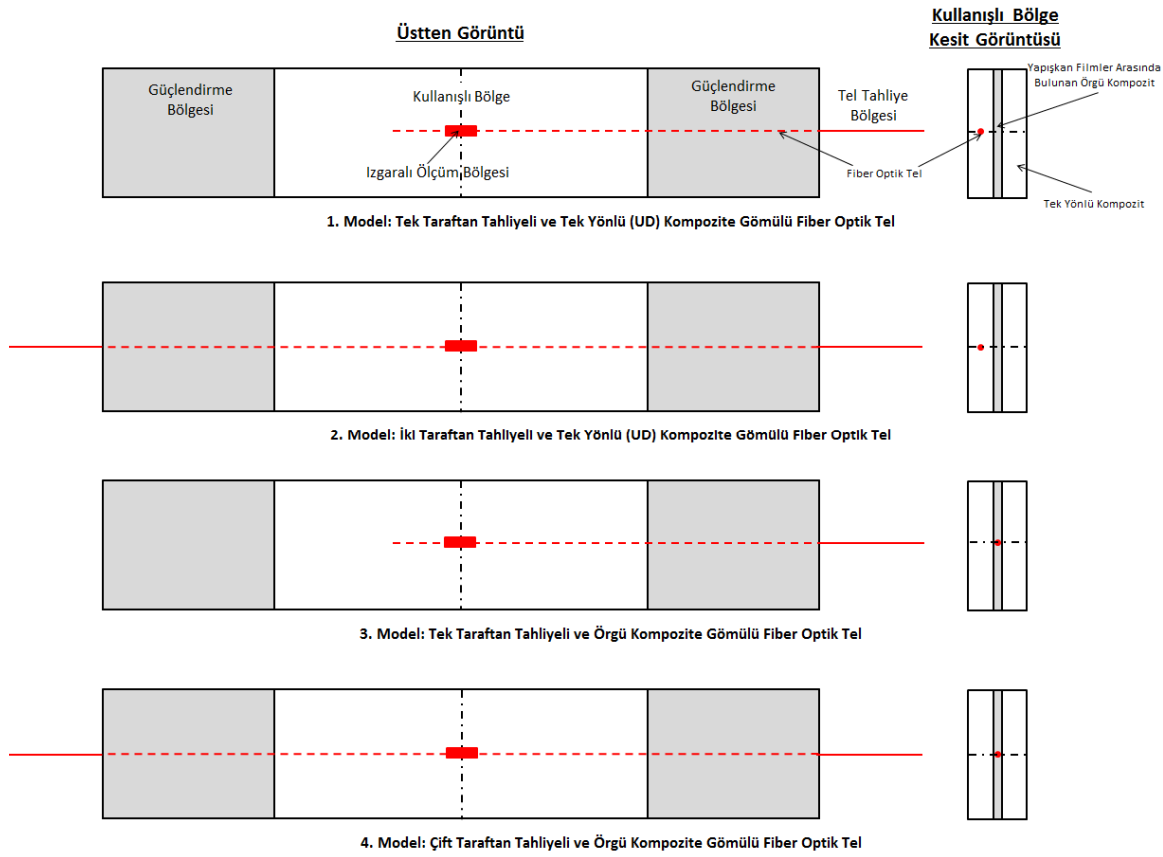 Üstten Görüntü
Kullanışlı Bölge
Kesit Görüntüsü
Güçlendirme
Bölgesi
Kullanışlı Bölge
Izgaralı Ölçüm Bölgesi
Güçlendirme
Bölgesi
Tel Tahliye
Bölgesi
Fiber Optik Tel
Yapışkan Filmler Arasında
Bulunan Örgü Kompozit
Tek Yönlü Kompozit
1. Model: Tek Taraftan Tahliyeli ve Tek Yönlü (UD) Kompozite Gömülü Fiber Optik Tel
2. Model: İki Taraftan Tahliyeli ve Tek Yönlü (UD) Kompozite Gömülü Fiber Optik Tel
3. Model: Tek Taraftan Tahliyeli ve Örgü Kompozite Gömülü Fiber Optik Tel
4. Model: Çift Taraftan Tahliyeli ve Örgü Kompozite Gömülü Fiber Optik Tel